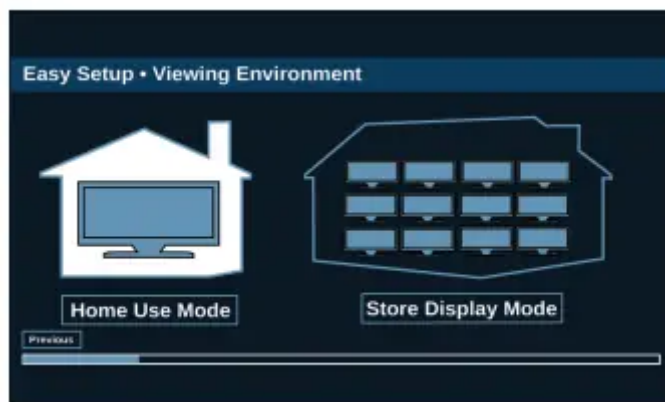 Easy Setup • Viewing Environment
Home Use Mode
Store Display Mode
Previous